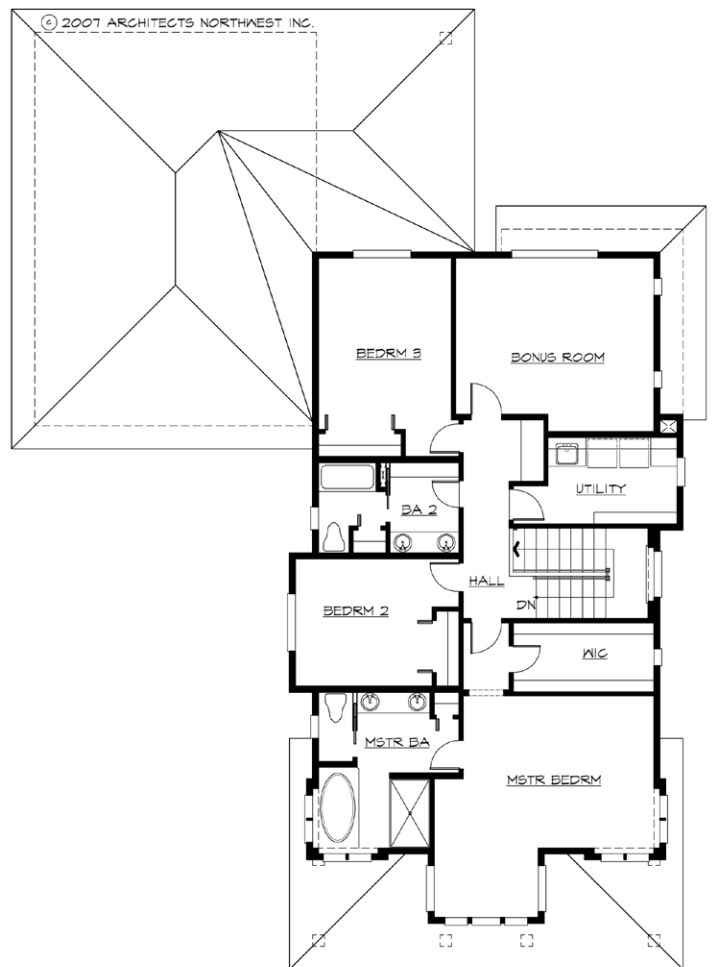 © 2007 ARCHITECTS NORTHWEST INC.
BEDRM 3
BONUS ROOM
UTILITY
BA 2
HALL
DN
BEDRM 2
WIC
MSTR BA
MSTR BEDRM